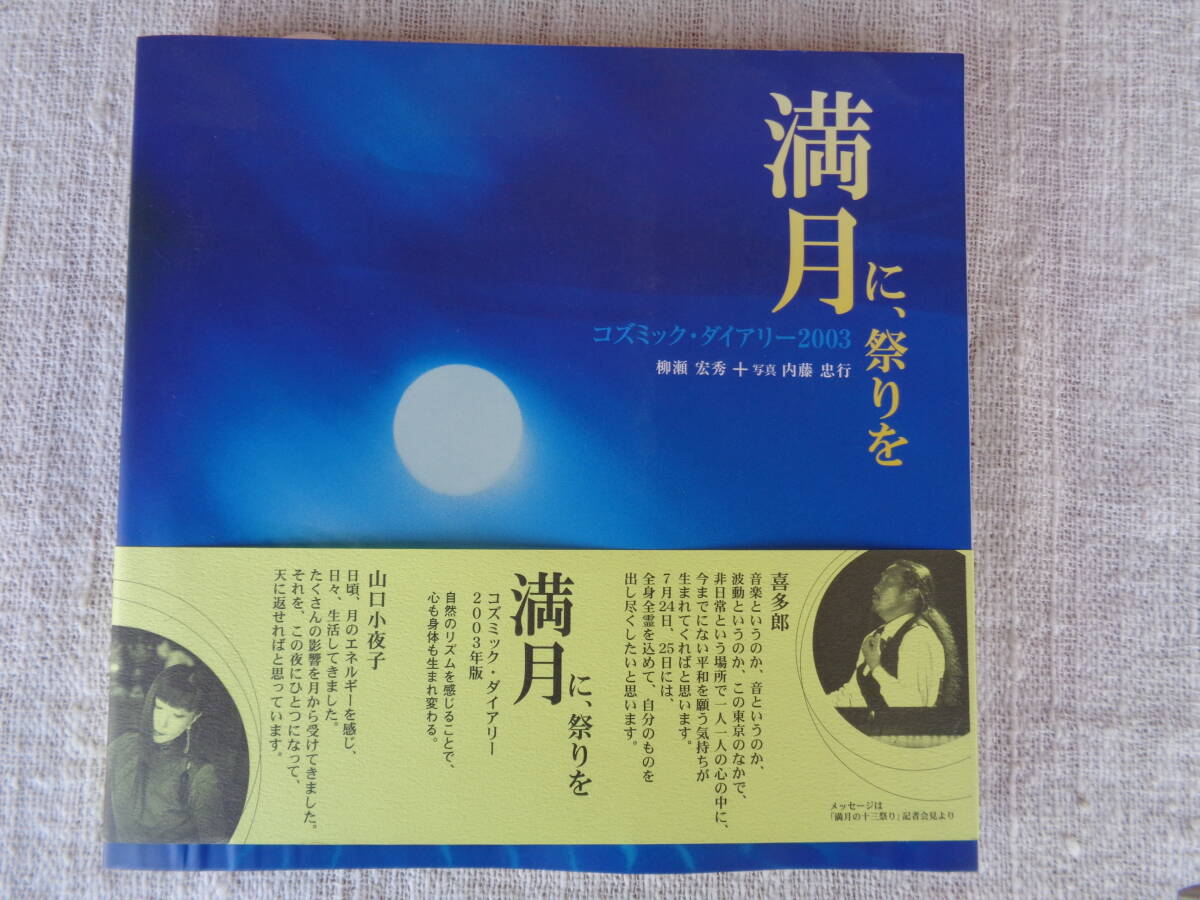 満月に、祭りを
コズミック・ダイアリー2003
柳瀬 宏秀+写真 内藤 忠行
喜多郎
音楽というのか、音というのか、
波動というのか、この東京のなかで、
非日常という場所で一人一人の心の中に、
今までにない平和を願う気持ちが
生まれてくればと思います。
7月24日、25日には、
全身全霊を込めて、自分のものを
出し尽くしたいと思います。
メッセージは
「満月の十三祭り」記者会見より
満月に、祭りを
コズミック・ダイアリー
2003年版
自然のリズムを感じることで、
心も身体も生まれ変わる。
山口小夜子
日頃、月のエネルギーを感じ、
日々、生活してきました。
たくさんの影響を月から受けてきました。
それを、この夜にひとつになって、
天に返せればと思っています。